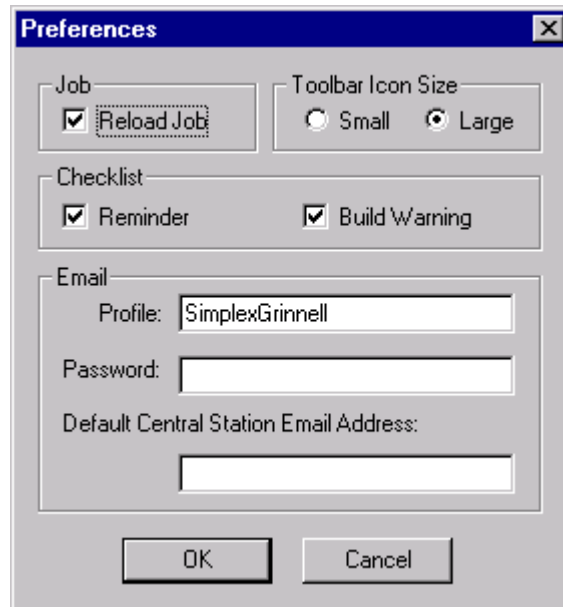 Preferences
Job
Reload Job
Toolbar Icon Size
Small Large
Checklist
Reminder Build Warning
Email
Profile: SimplexGrinnell
Password:
Default Central Station Email Address:
OK Cancel